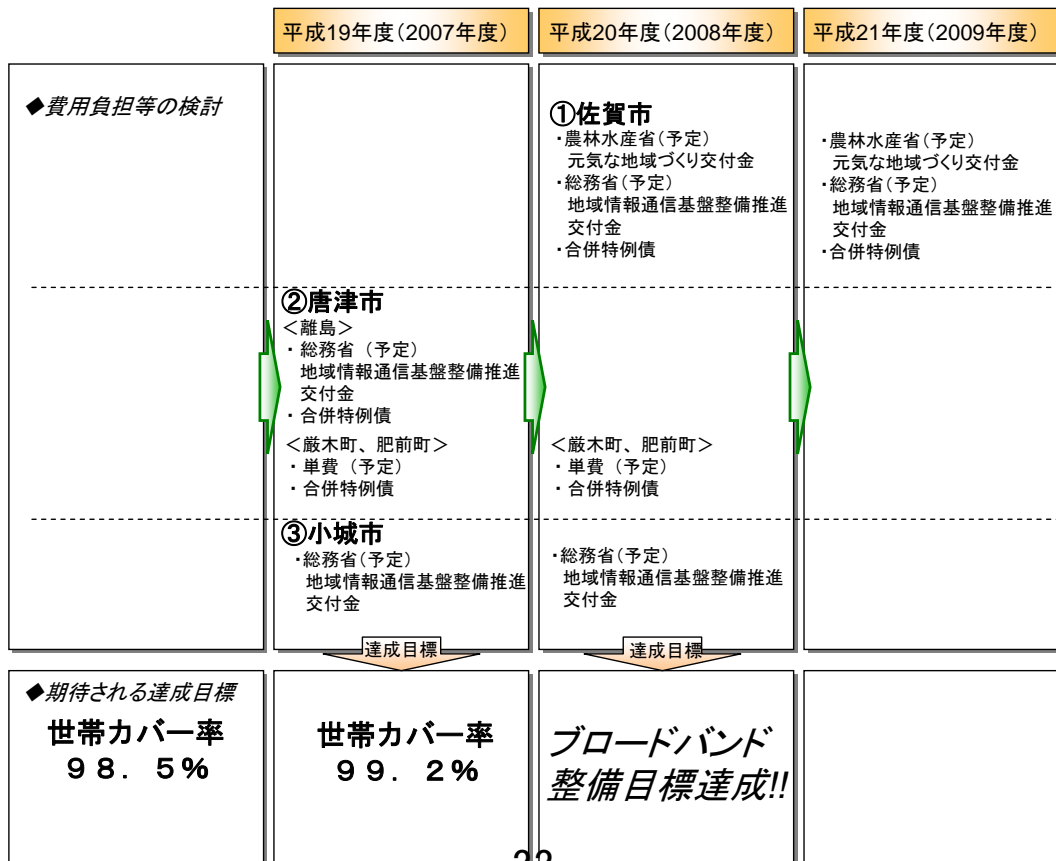 平成19年度(2007年度)
平成20年度(2008年度)
平成21年度(2009年度)
◆費用負担等の検討
①佐賀市
・農林水産省(予定)
元気な地域づくり交付金
・総務省(予定)
地域情報通信基盤整備推進
交付金
・合併特例債
・農林水産省(予定)
元気な地域づくり交付金
・総務省(予定)
地域情報通信基盤整備推進
交付金
・合併特例債
②唐津市
<離島>
・総務省 (予定)
地域情報通信基盤整備推進
交付金
・合併特例債
<厳木町、肥前町>
・単費 (予定)
・合併特例債
<厳木町、肥前町>
・単費 (予定)
・合併特例債
③小城市
・総務省(予定)
地域情報通信基盤整備推進
交付金
・総務省(予定)
地域情報通信基盤整備推進
交付金
達成目標
達成目標
◆期待される達成目標
世帯カバー率
98.5%
世帯カバー率
99.2%
ブロードバンド
整備目標達成!!